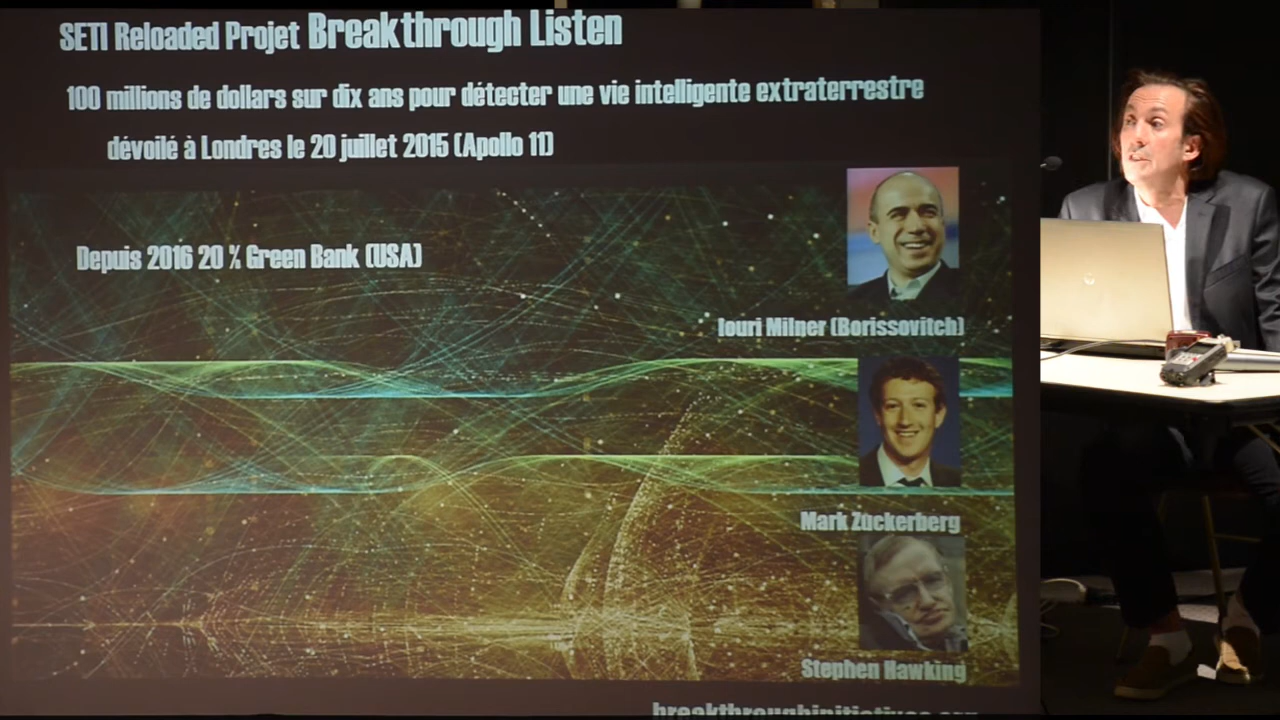 SETI Reloaded Projet Breakthrough Listen
100 millions de dollars sur dix ans pour détecter une vie intelligente extraterrestre
dévoilé à Londres le 20 juillet 2015 (Apollo 11)
Depuis 2016 20 % Green Bank (USA)
Iouri Milner (Borissovitch)
Mark Zuckerberg
Stephen Hawking
breakthroughinitiatives.org